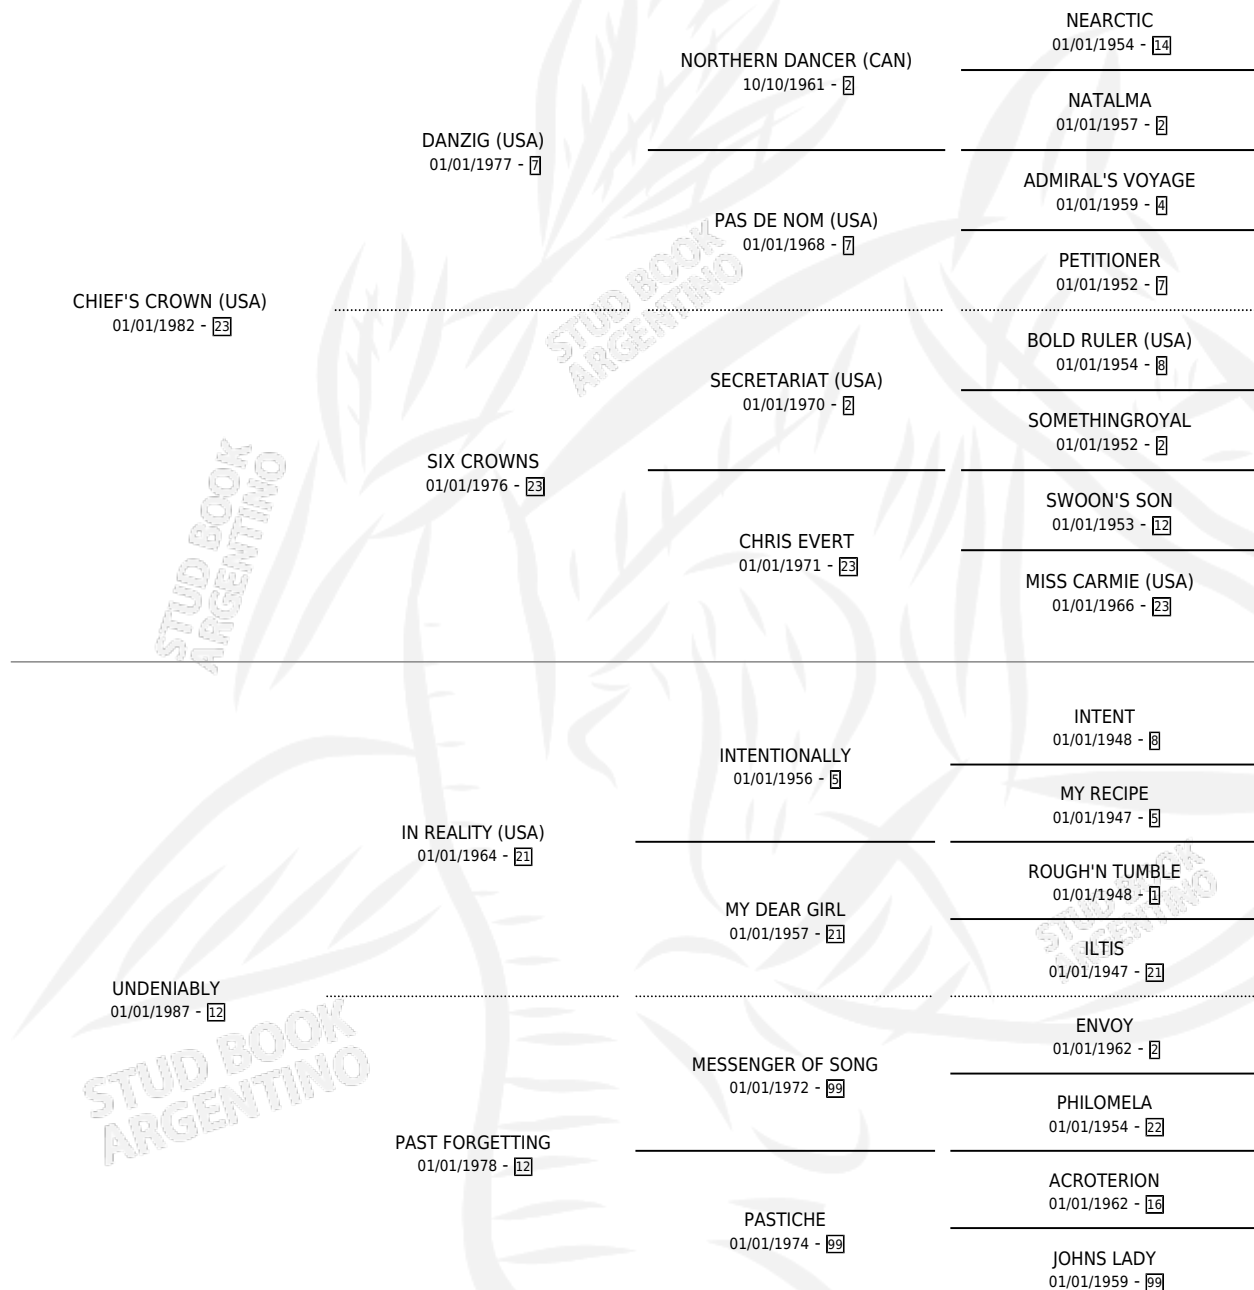 NEARCTIC
01/01/1954 - 14
NORTHERN DANCER (CAN)
10/10/1961 - 2
NATALMA
01/01/1957 - 2
DANZIG (USA)
01/01/1977 - 7
ADMIRAL'S VOYAGE
01/01/1959 - 4
PAS DE NOM (USA)
01/01/1968 - 7
PETITIONER
01/01/1952 - 7
CHIEF'S CROWN (USA)
01/01/1982 - 23
STUD BOOK
ARGENTINO
BOLD RULER (USA)
01/01/1954 - 8
SECRETARIAT (USA)
01/01/1970 - 2
SOMETHINGROYAL
01/01/1952 - 2
SIX CROWNS
01/01/1976 - 23
SWOON'S SON
01/01/1953 - 12
CHRIS EVERT
01/01/1971 - 23
MISS CARMIE (USA)
01/01/1966 - 23
STUD BOOK
ARGENTINO
INTENT
01/01/1948 - 8
INTENTIONALLY
01/01/1956 - 5
MY RECIPE
01/01/1947 - 5
IN REALITY (USA)
01/01/1964 - 21
ROUGH'N TUMBLE
01/01/1948 - 1
MY DEAR GIRL
01/01/1957 - 21
STUD BOOK
ARGENTINO
ILTIS
01/01/1947 - 21
UNDENIABLY
01/01/1987 - 12
ENVOY
01/01/1962 - 2
MESSENGER OF SONG
01/01/1972 - 99
STUD BOOK
ARGENTINO
PHILOMELA
01/01/1954 - 22
PAST FORGETTING
01/01/1978 - 12
ACROTERION
01/01/1962 - 16
PASTICHE
01/01/1974 - 99
JOHNS LADY
01/01/1959 - 99